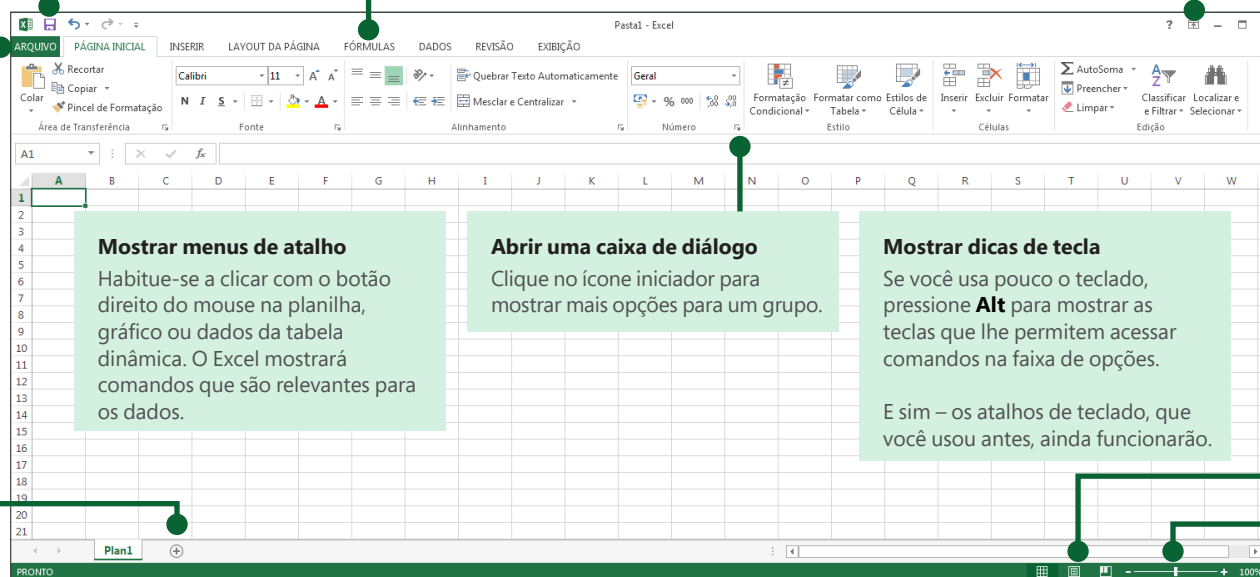 Pasta1 - Excel
?
ARQUIVO PÁGINA INICIAL INSERIR LAYOUT DA PÁGINA FÓRMULAS DADOS REVISÃO EXIBIÇÃO
Colar
Recortar
Copiar
Pincel de Formatação
Área de Transferência
Calibri 11 A A
N I S A
Fonte
Quebrar Texto Automaticamente
Mesclar e Centralizar
Alinhamento
Geral
% 000 ,00 ,00
Número
Formatação Condicional
Formatar como Tabela
Estilos de Célula
Estilo
Inserir Excluir Formatar
Células
AutoSoma
Preencher
Limpar
Classificar e Filtrar
Localizar e Selecionar
Edição
A1 fx
A B C D E F G H I J K L M N O P Q R S T U V W
1
2
3
4
5
6
7
8
9
10
11
12
13
14
15
16
17
18
19
20
21
Mostrar menus de atalho
Habitue-se a clicar com o botão
direito do mouse na planilha,
gráfico ou dados da tabela
dinâmica. O Excel mostrará
comandos que são relevantes para
os dados.
Abrir uma caixa de diálogo
Clique no ícone iniciador para
mostrar mais opções para um grupo.
Mostrar dicas de tecla
Se você usa pouco o teclado,
pressione Alt para mostrar as
teclas que lhe permitem acessar
comandos na faixa de opções.
E sim – os atalhos de teclado, que
você usou antes, ainda funcionarão.
Plan1
PRONTO
100%